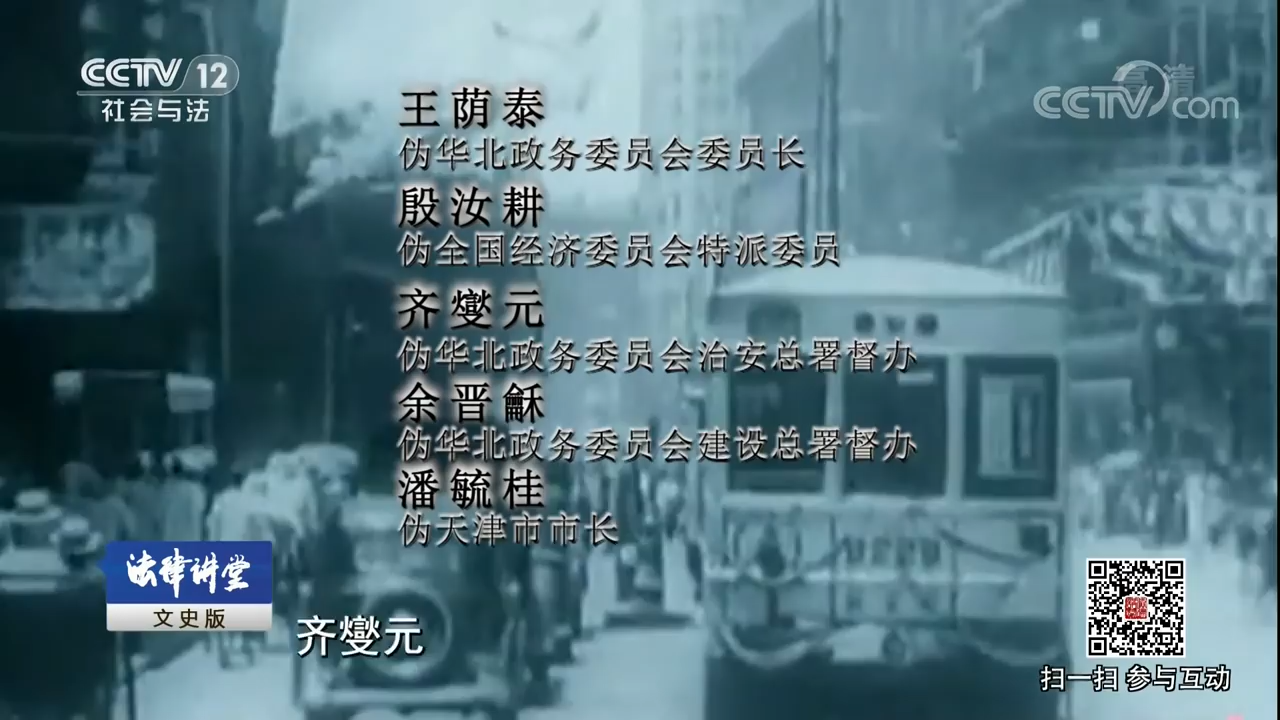 CCTV 12
社会与法
高清
CCTV.com
王荫泰
伪华北政务委员会委员长
殷汝耕
伪全国经济委员会特派委员
齐燮元
伪华北政务委员会治安总署督办
余晋龢
伪华北政务委员会建设总署督办
潘毓桂
伪天津市市长
法律讲堂
文史版
齐燮元
扫一扫 参与互动